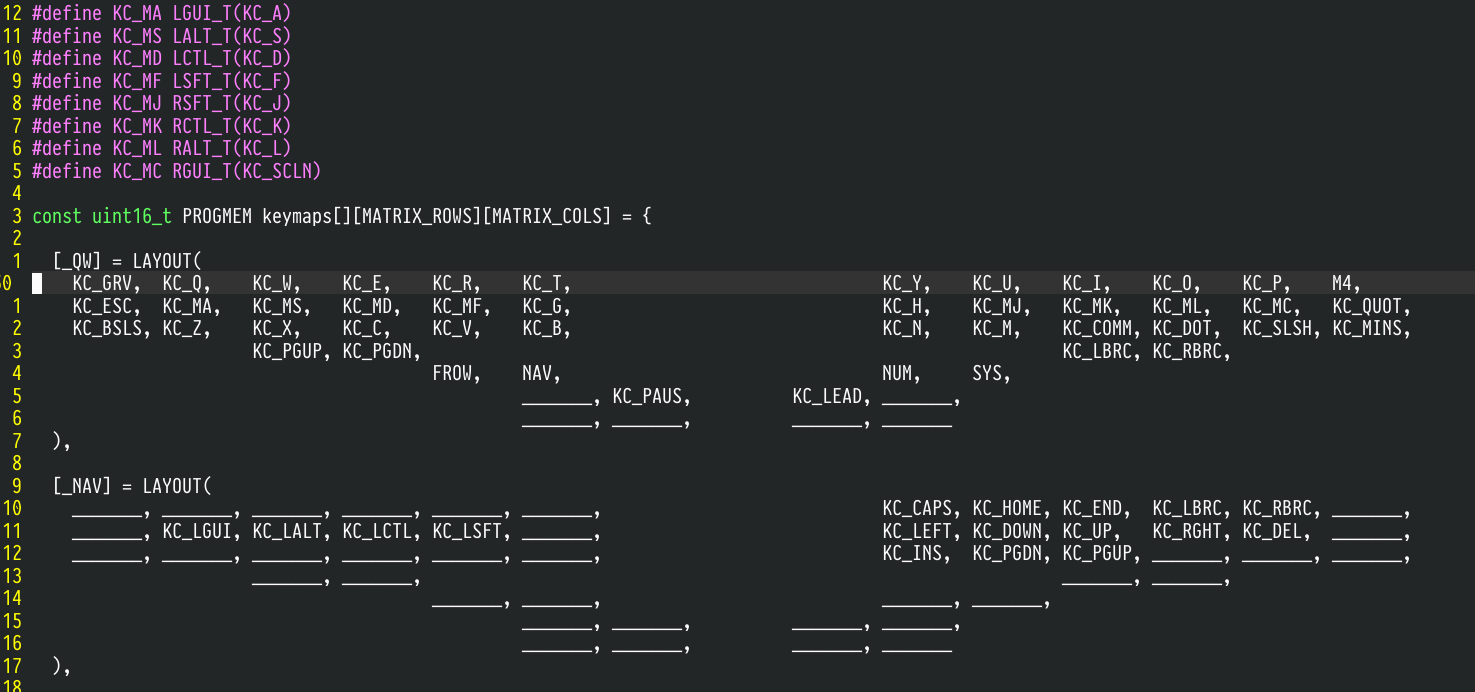 12 #define KC_MA LGUI_T(KC_A)
11 #define KC_MS LALT_T(KC_S)
10 #define KC_MD LCTL_T(KC_D)
9 #define KC_MF LSFT_T(KC_F)
8 #define KC_MJ RSFT_T(KC_J)
7 #define KC_MK RCTL_T(KC_K)
6 #define KC_ML RALT_T(KC_L)
5 #define KC_MC RGUI_T(KC_SCLN)
4
3 const uint16_t PROGMEM keymaps[][MATRIX_ROWS][MATRIX_COLS] = {
2
1 [_QW] = LAYOUT(
0 KC_GRV, KC_Q, KC_W, KC_E, KC_R, KC_T, KC_Y, KC_U, KC_I, KC_O, KC_P, M4,
1 KC_ESC, KC_MA, KC_MS, KC_MD, KC_MF, KC_G, KC_H, KC_MJ, KC_MK, KC_ML, KC_MC, KC_QUOT,
2 KC_BSLS, KC_Z, KC_X, KC_C, KC_V, KC_B, KC_N, KC_M, KC_COMM, KC_DOT, KC_SLSH, KC_MINS,
3 KC_PGUP, KC_PGDN, KC_LBRC, KC_RBRC,
4 FROW, NAV, NUM, SYS,
5 _______, KC_PAUS, KC_LEAD, _______,
6 _______, _______, _______, _______
7 ),
8
9 [_NAV] = LAYOUT(
10 _______, _______, _______, _______, _______, _______, KC_CAPS, KC_HOME, KC_END, KC_LBRC, KC_RBRC, _______,
11 _______, KC_LGUI, KC_LALT, KC_LCTL, KC_LSFT, _______, KC_LEFT, KC_DOWN, KC_UP, KC_RGHT, KC_DEL, _______,
12 _______, _______, _______, _______, _______, _______, KC_INS, KC_PGDN, KC_PGUP, _______, _______, _______,
13 _______, _______, _______, _______,
14 _______, _______, _______, _______,
15 _______, _______, _______, _______,
16 _______, _______, _______, _______
17 ),
18